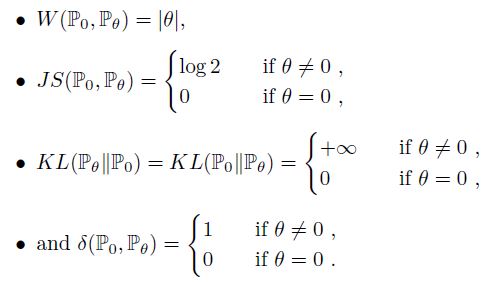 • W(ℙ₀, ℙ_θ) = |θ|,
• JS(ℙ₀, ℙ_θ) = { log 2 if θ ≠ 0 ,
0 if θ = 0 ,
• KL(ℙ_θ‖ℙ₀) = KL(ℙ₀‖ℙ_θ) = { +∞ if θ ≠ 0 ,
0 if θ = 0 ,
• and δ(ℙ₀, ℙ_θ) = { 1 if θ ≠ 0 ,
0 if θ = 0 .